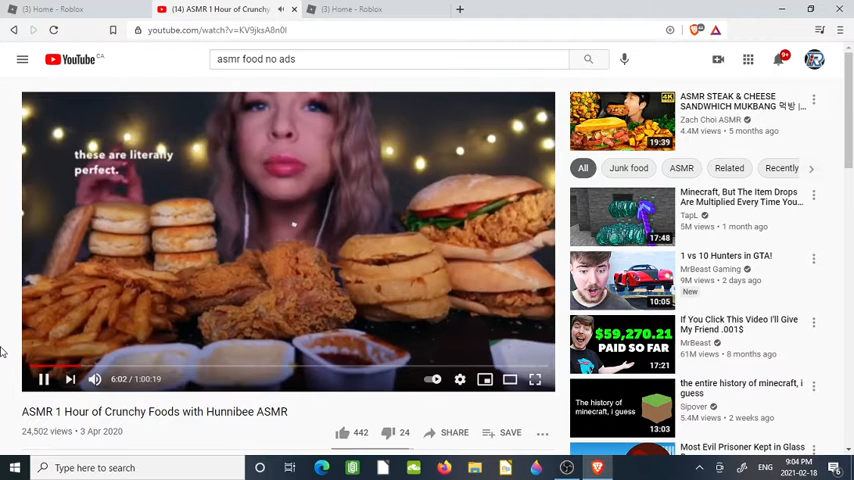 (3) Home - Roblox
(14) ASMR 1 Hour of Crunchy
(3) Home - Roblox
youtube.com/watch?v=KV9jksA8n0I
9+
YouTube CA
asmr food no ads
these are literally
perfect.
6:02 / 1:00:19
ASMR 1 Hour of Crunchy Foods with Hunnibee ASMR
24,502 views • 3 Apr 2020
442
24
SHARE
SAVE
4K
19:39
ASMR STEAK & CHEESE
SANDWHICH MUKBANG 먹방 |...
Zach Choi ASMR
4.4M views • 5 months ago
All
Junk food
ASMR
Related
Recently
17:48
Minecraft, But The Item Drops
Are Multiplied Every Time You...
TapL
5M views • 1 month ago
10:05
1 vs 10 Hunters in GTA!
MrBeast Gaming
9M views • 2 days ago
New
$59,270.21
PAID SO FAR
17:21
If You Click This Video I'll Give
My Friend .001$
MrBeast
61M views • 8 months ago
The history of
minecraft, i guess
13:03
the entire history of minecraft, i
guess
Sipover
5.4M views • 2 weeks ago
Most Evil Prisoner Kept in Glass
Type here to search
ENG
9:04 PM
2021-02-18